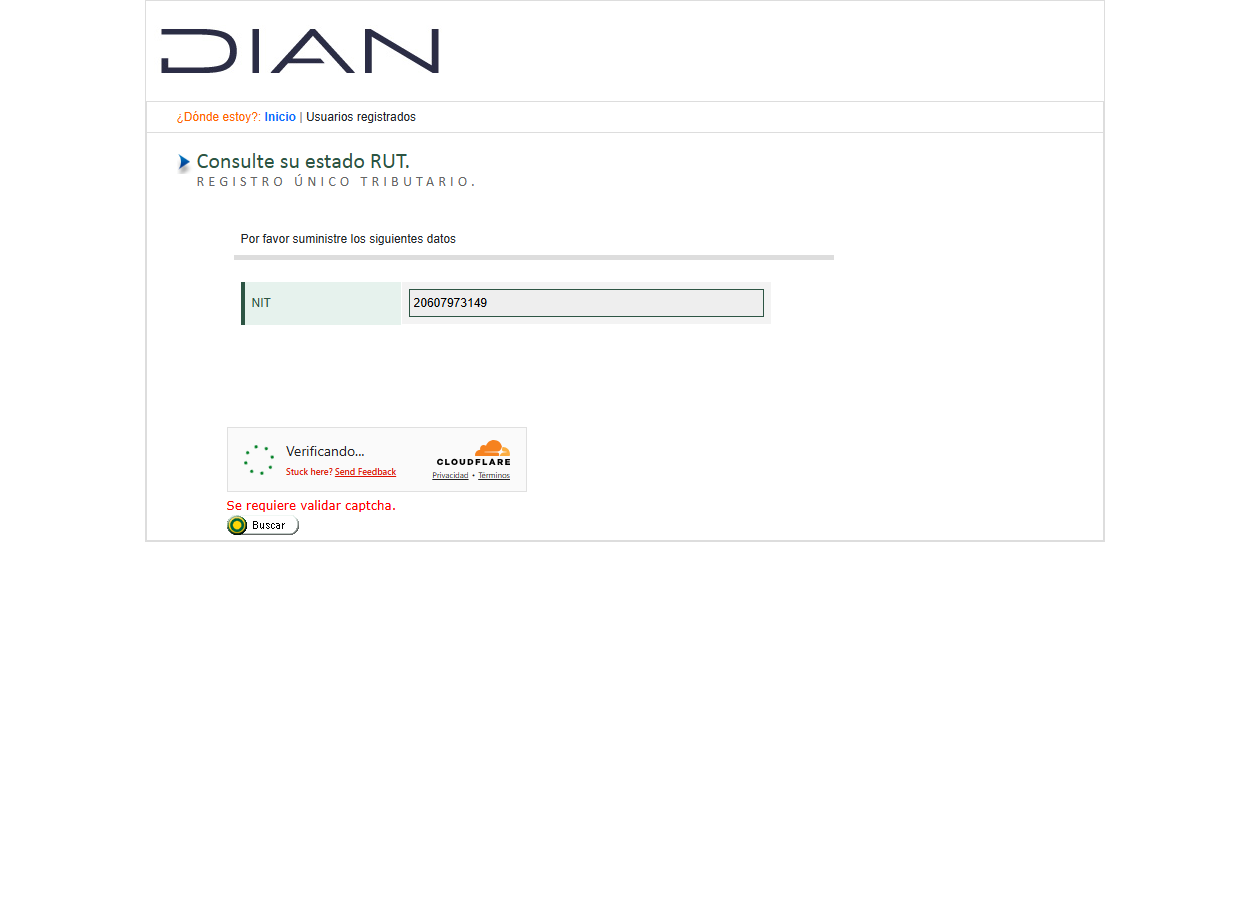 DIAN
¿Dónde estoy?: Inicio | Usuarios registrados
Consulte su estado RUT.
REGISTRO ÚNICO TRIBUTARIO.
Por favor suministre los siguientes datos
NIT 20607973149
Verificando...
Stuck here? Send Feedback
CLOUDFLARE
Privacidad • Términos
Se requiere validar captcha.
Buscar